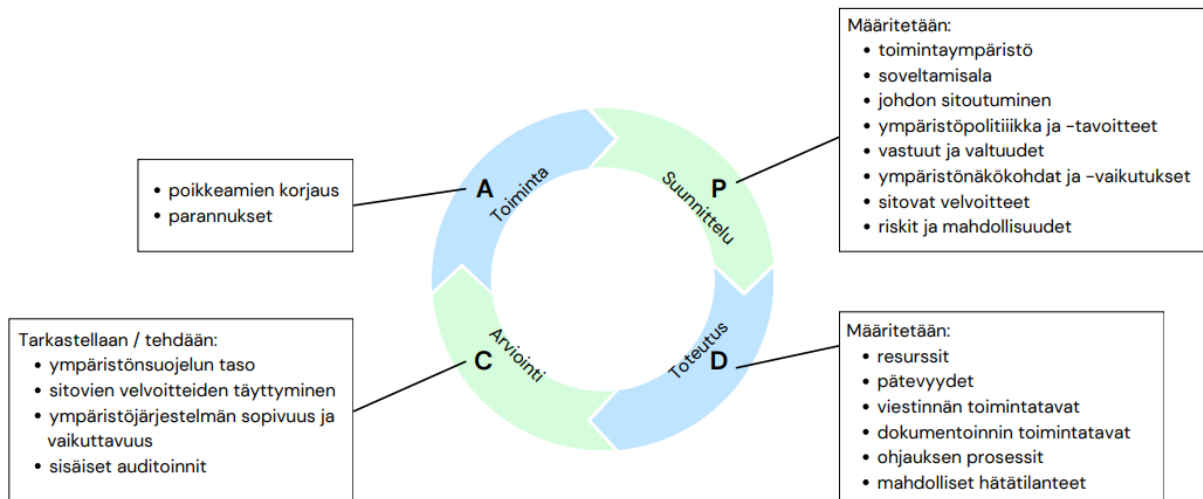 Määritetään:
• toimintaympäristö
• soveltamisala
• johdon sitoutuminen
• ympäristöpolitiiikka ja -tavoitteet
• vastuut ja valtuudet
• ympäristönäkökohdat ja -vaikutukset
• sitovat velvoitteet
• riskit ja mahdollisuudet
P
Suunnittelu
Määritetään:
• resurssit
• pätevyydet
• viestinnän toimintatavat
• dokumentoinnin toimintatavat
• ohjauksen prosessit
• mahdolliset hätätilanteet
D
Toteutus
Tarkastellaan / tehdään:
• ympäristönsuojelun taso
• sitovien velvoitteiden täyttyminen
• ympäristöjärjestelmän sopivuus ja
vaikuttavuus
• sisäiset auditoinnit
C
Arviointi
• poikkeamien korjaus
• parannukset
A
Toiminta